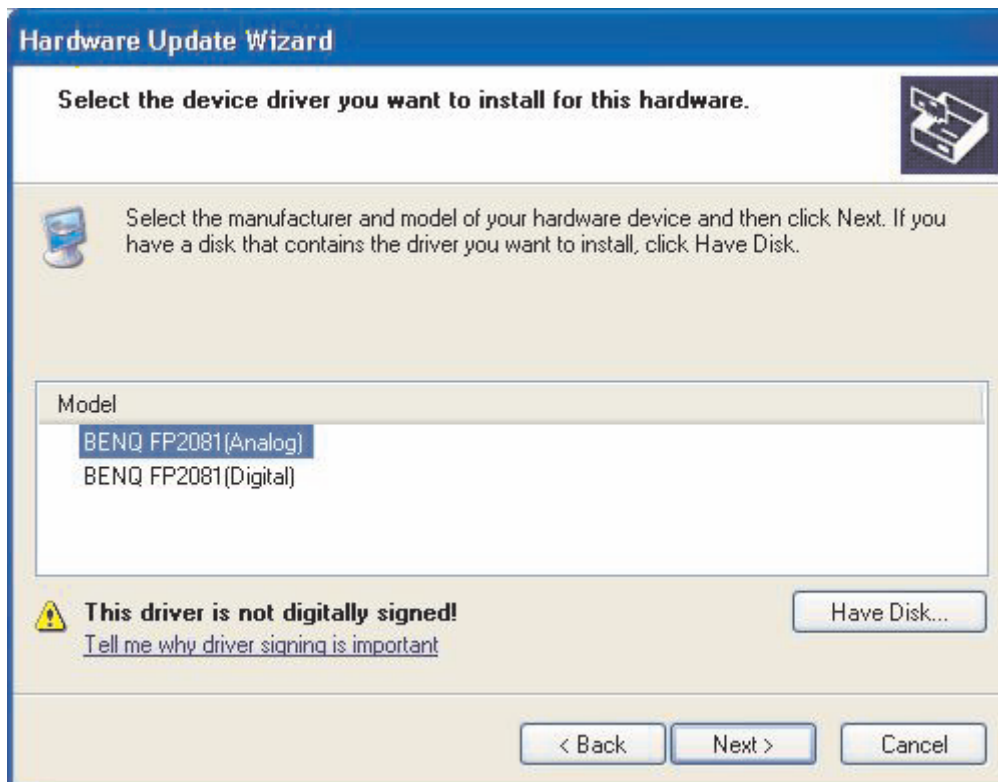 Hardware Update Wizard
Select the device driver you want to install for this hardware.
Select the manufacturer and model of your hardware device and then click Next. If you
have a disk that contains the driver you want to install, click Have Disk.
Model
BENQ FP2081(Analog)
BENQ FP2081(Digital)
This driver is not digitally signed!
Have Disk...
Tell me why driver signing is important
< Back
Next >
Cancel